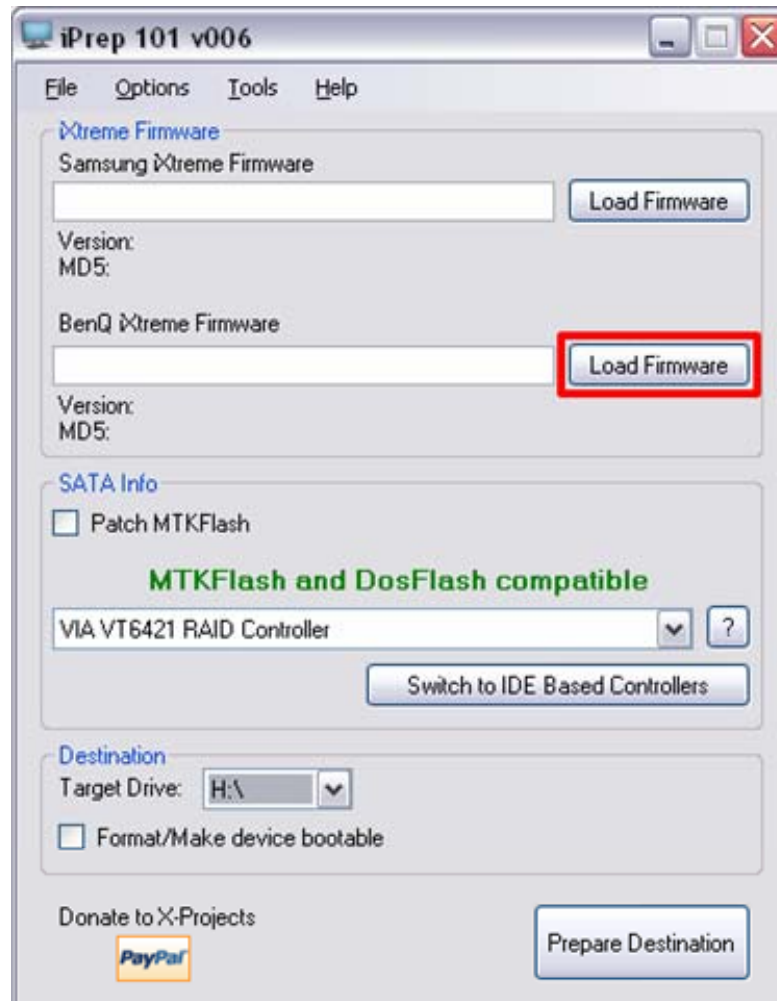 iPrep 101 v006
File Options Tools Help
iXtreme Firmware
Samsung iXtreme Firmware
Load Firmware
Version:
MD5:
BenQ iXtreme Firmware
Load Firmware
Version:
MD5:
SATA Info
Patch MTKFlash
MTKFlash and DosFlash compatible
VIA VT6421 RAID Controller ?
Switch to IDE Based Controllers
Destination
Target Drive: H:\
Format/Make device bootable
Donate to X-Projects
PayPal
Prepare Destination